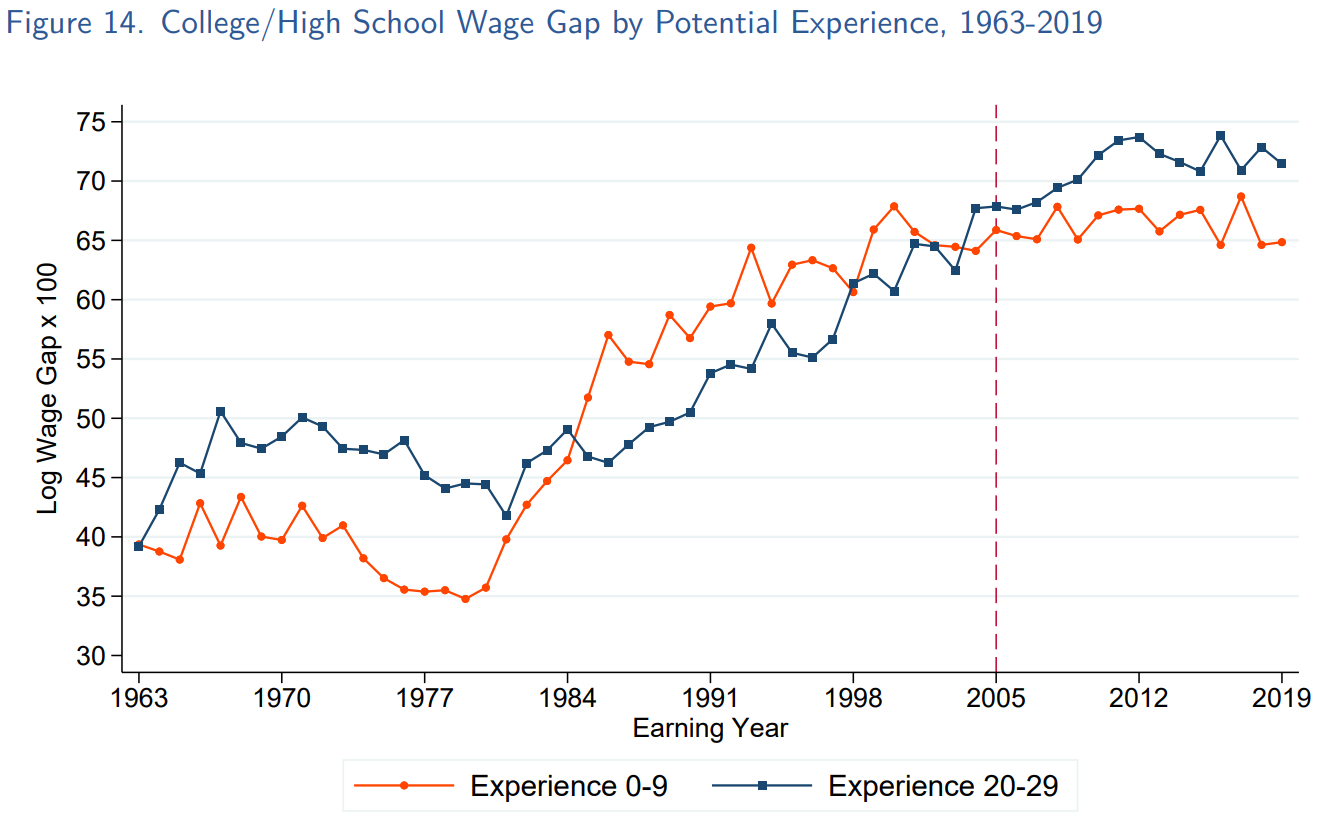 Figure 14. College/High School Wage Gap by Potential Experience, 1963-2019
75
70
65
60
55
50
45
40
35
30
Log Wage Gap x 100
1963 1970 1977 1984 1991 1998 2005 2012 2019
Earning Year
Experience 0-9 Experience 20-29